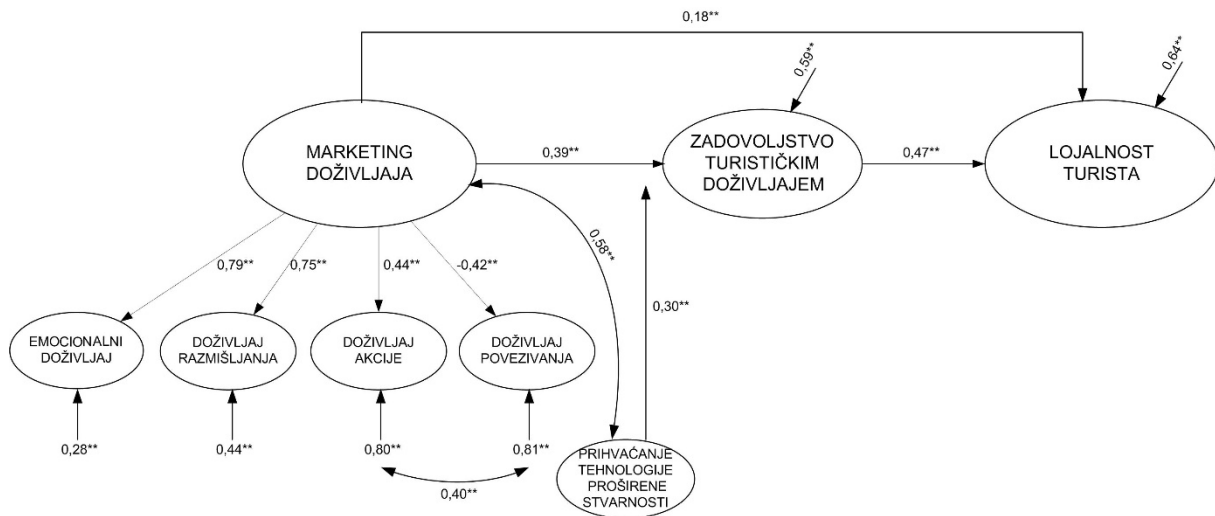 0,18**
0,59**
0,64**
MARKETING
DOŽIVLJAJA
0,39**
ZADOVOLJSTVO
TURISTIČKIM
DOŽIVLJAJEM
0,47**
LOJALNOST
TURISTA
0,58**
0,79**
0,75**
0,44**
-0,42**
0,30**
EMOCIONALNI
DOŽIVLJAJ
DOŽIVLJAJ
RAZMIŠLJANJA
DOŽIVLJAJ
AKCIJE
DOŽIVLJAJ
POVEZIVANJA
0,28**
0,44**
0,80**
0,81**
0,40**
PRIHVAĆANJE
TEHNOLOGIJE
PROŠIRENE
STVARNOSTI